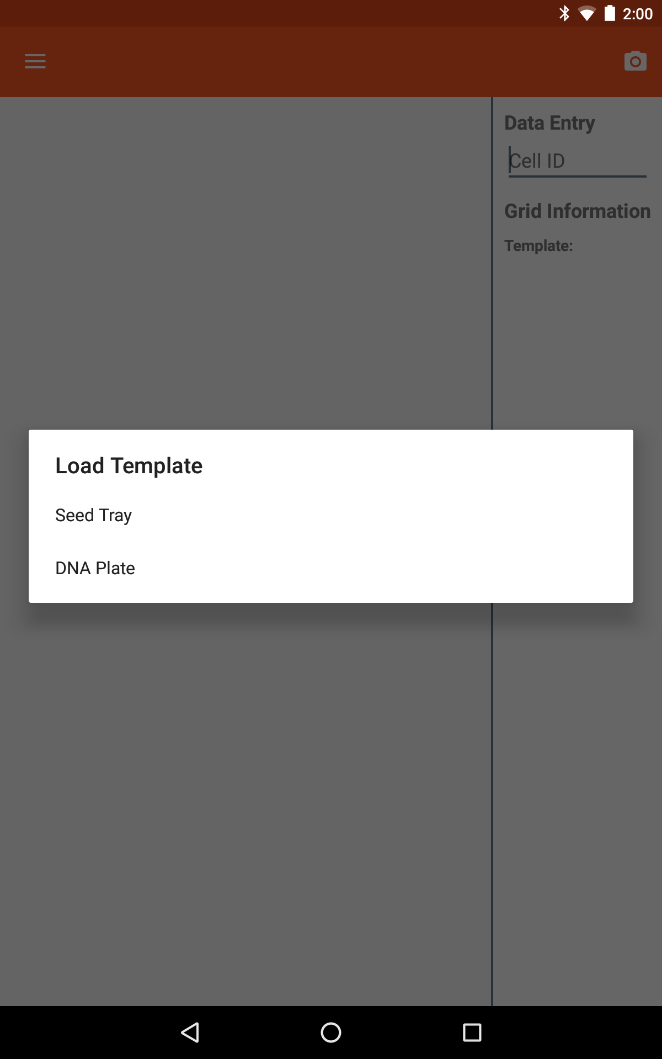 2:00
Data Entry
Cell ID
Grid Information
Template:
Load Template
Seed Tray
DNA Plate